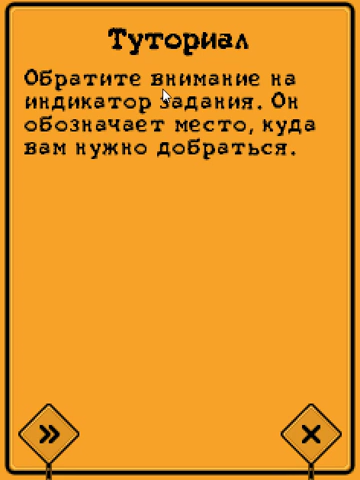 Туториал
Обратите внимание на
индикатор задания. Он
обозначает место, куда
вам нужно добраться.